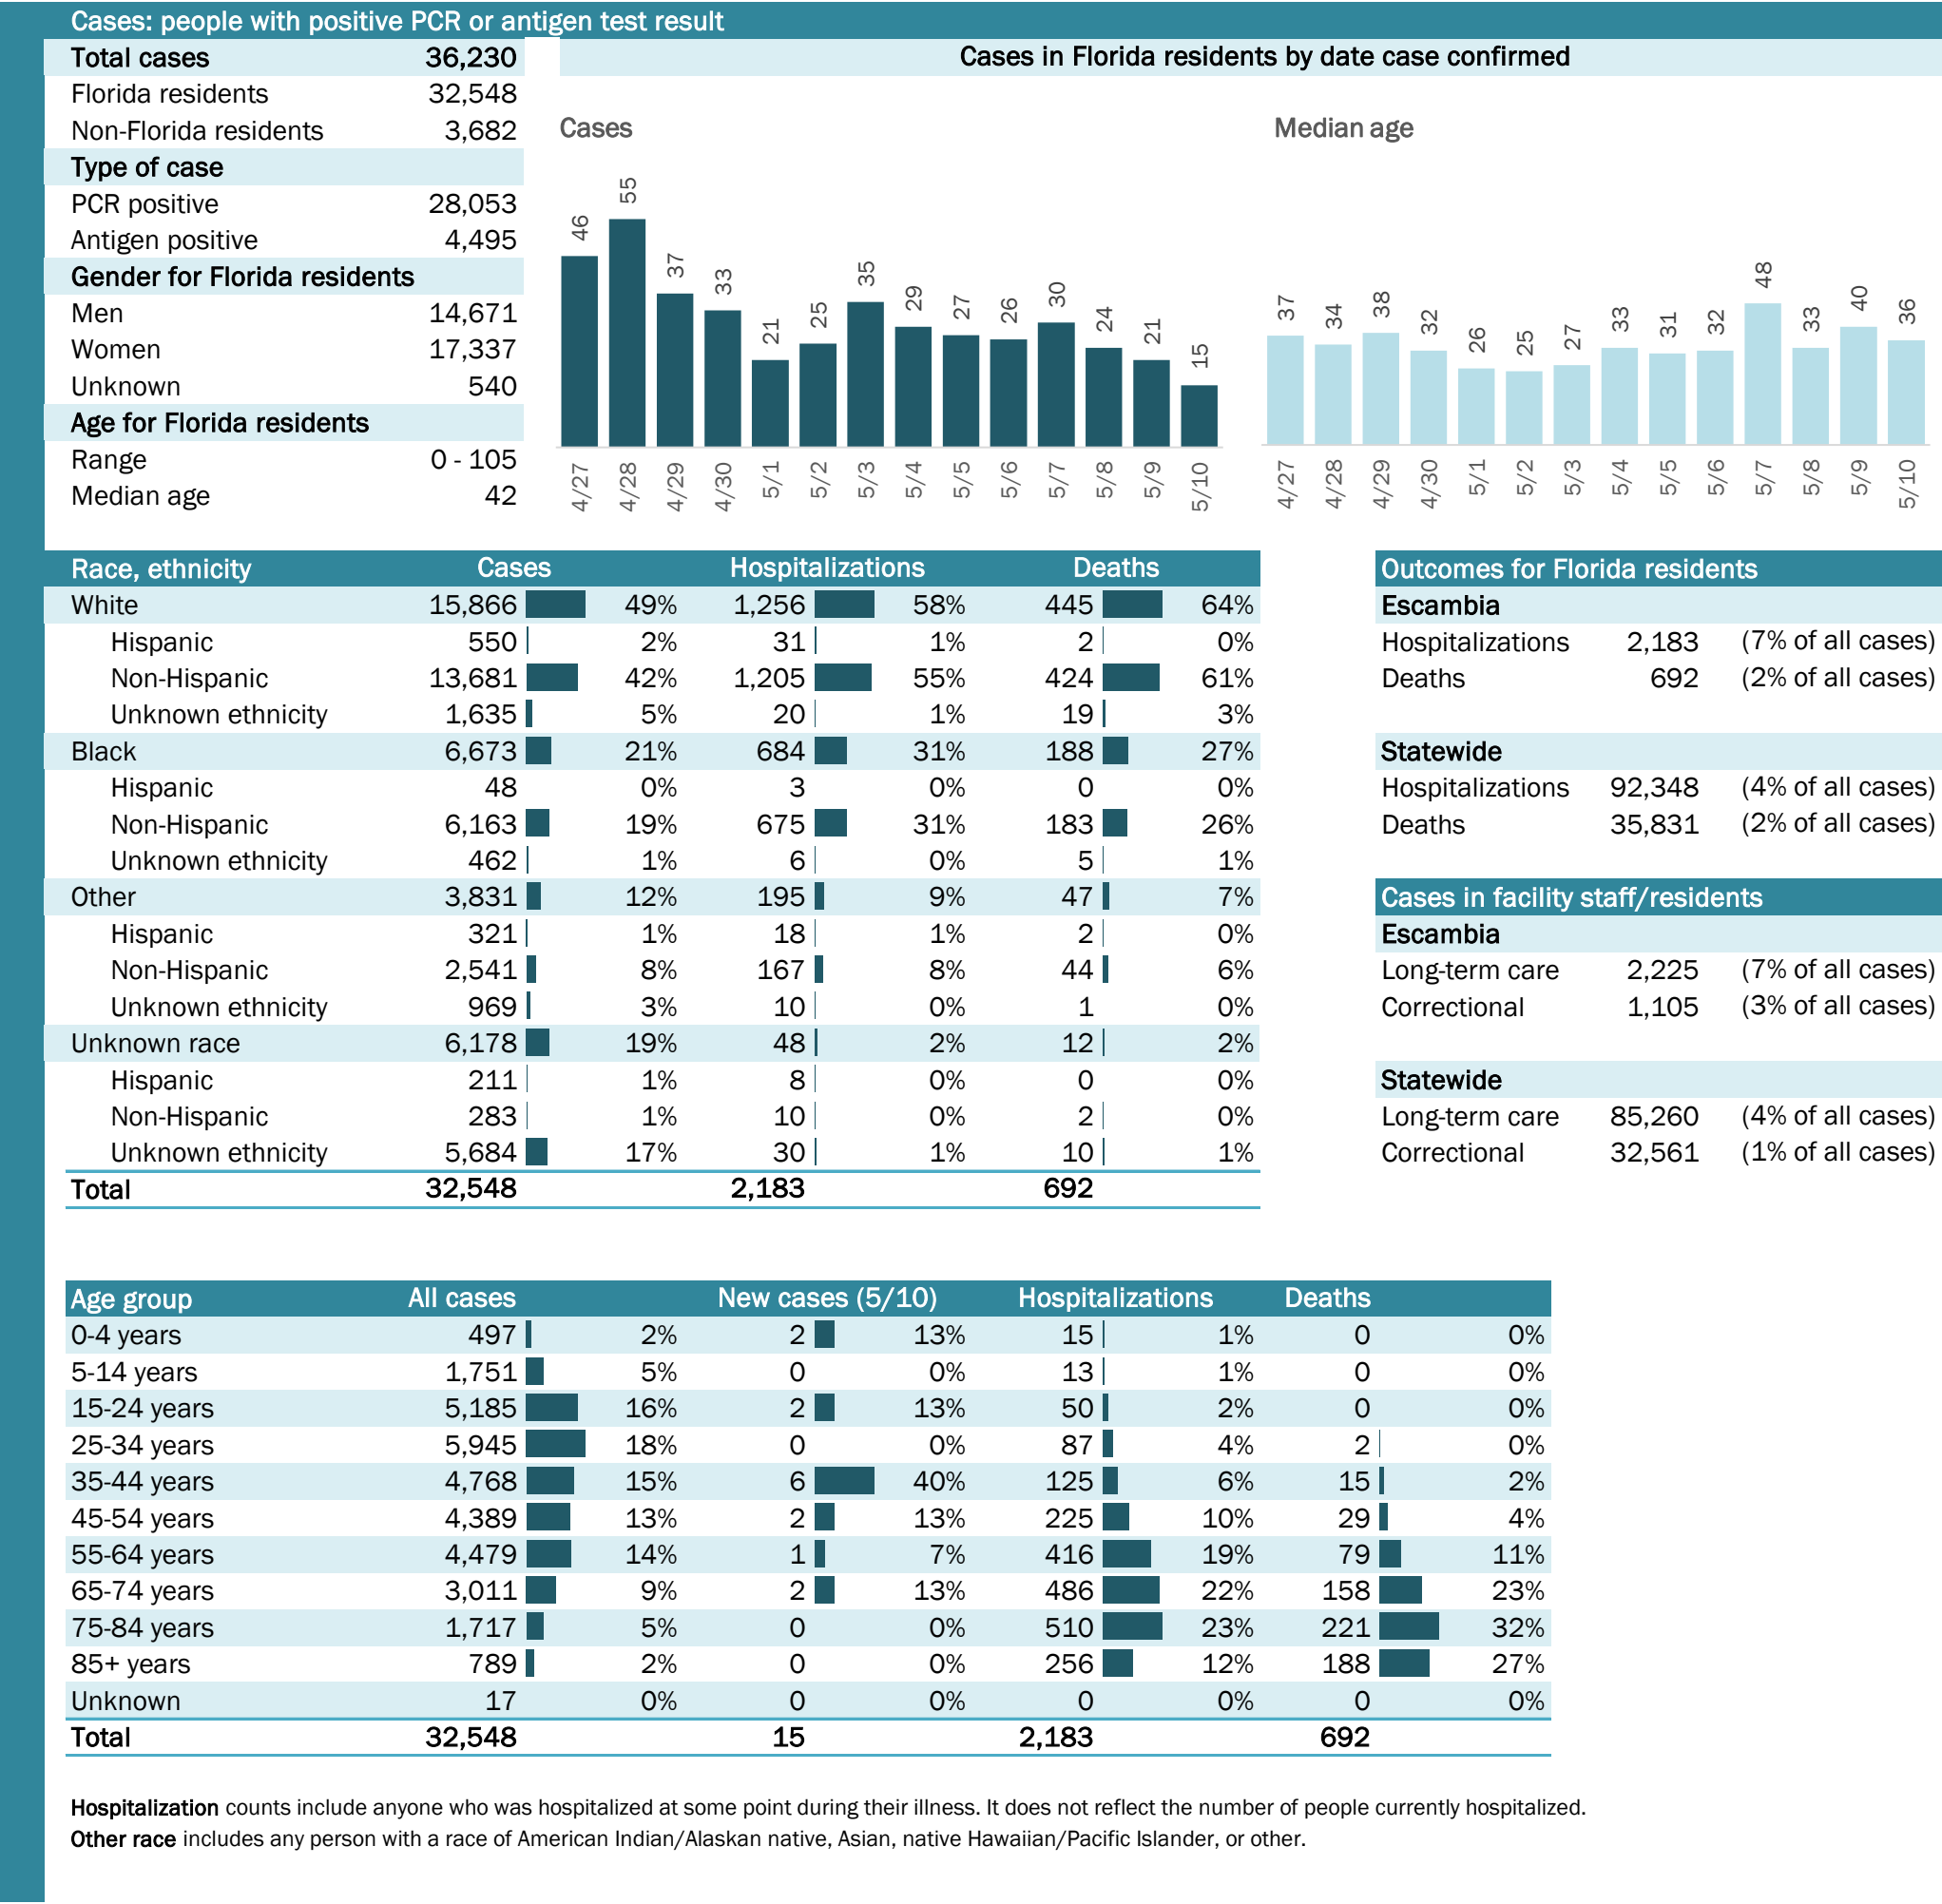 Cases: people with positive PCR or antigen test result
Total cases 36,230
Florida residents 32,548
Non-Florida residents 3,682
Type of case
PCR positive 28,053
Antigen positive 4,495
Gender for Florida residents
Men 14,671
Women 17,337
Unknown 540
Age for Florida residents
Range 0 - 105
Median age 42
Cases in Florida residents by date case confirmed
Cases
46 55 37 33 21 25 35 29 27 26 30 24 21 15
4/27 4/28 4/29 4/30 5/1 5/2 5/3 5/4 5/5 5/6 5/7 5/8 5/9 5/10
Median age
37 34 38 32 26 25 27 33 31 32 48 33 40 36
4/27 4/28 4/29 4/30 5/1 5/2 5/3 5/4 5/5 5/6 5/7 5/8 5/9 5/10
Race, ethnicity Cases Hospitalizations Deaths
White 15,866 49% 1,256 58% 445 64%
Hispanic 550 2% 31 1% 2 0%
Non-Hispanic 13,681 42% 1,205 55% 424 61%
Unknown ethnicity 1,635 5% 20 1% 19 3%
Black 6,673 21% 684 31% 188 27%
Hispanic 48 0% 3 0% 0 0%
Non-Hispanic 6,163 19% 675 31% 183 26%
Unknown ethnicity 462 1% 6 0% 5 1%
Other 3,831 12% 195 9% 47 7%
Hispanic 321 1% 18 1% 2 0%
Non-Hispanic 2,541 8% 167 8% 44 6%
Unknown ethnicity 969 3% 10 0% 1 0%
Unknown race 6,178 19% 48 2% 12 2%
Hispanic 211 1% 8 0% 0 0%
Non-Hispanic 283 1% 10 0% 2 0%
Unknown ethnicity 5,684 17% 30 1% 10 1%
Total 32,548 2,183 692
Outcomes for Florida residents
Escambia
Hospitalizations 2,183 (7% of all cases)
Deaths 692 (2% of all cases)
Statewide
Hospitalizations 92,348 (4% of all cases)
Deaths 35,831 (2% of all cases)
Cases in facility staff/residents
Escambia
Long-term care 2,225 (7% of all cases)
Correctional 1,105 (3% of all cases)
Statewide
Long-term care 85,260 (4% of all cases)
Correctional 32,561 (1% of all cases)
Age group All cases New cases (5/10) Hospitalizations Deaths
0-4 years 497 2% 2 13% 15 1% 0 0%
5-14 years 1,751 5% 0 0% 13 1% 0 0%
15-24 years 5,185 16% 2 13% 50 2% 0 0%
25-34 years 5,945 18% 0 0% 87 4% 2 0%
35-44 years 4,768 15% 6 40% 125 6% 15 2%
45-54 years 4,389 13% 2 13% 225 10% 29 4%
55-64 years 4,479 14% 1 7% 416 19% 79 11%
65-74 years 3,011 9% 2 13% 486 22% 158 23%
75-84 years 1,717 5% 0 0% 510 23% 221 32%
85+ years 789 2% 0 0% 256 12% 188 27%
Unknown 17 0% 0 0% 0 0% 0 0%
Total 32,548 15 2,183 692
Hospitalization counts include anyone who was hospitalized at some point during their illness. It does not reflect the number of people currently hospitalized.
Other race includes any person with a race of American Indian/Alaskan native, Asian, native Hawaiian/Pacific Islander, or other.